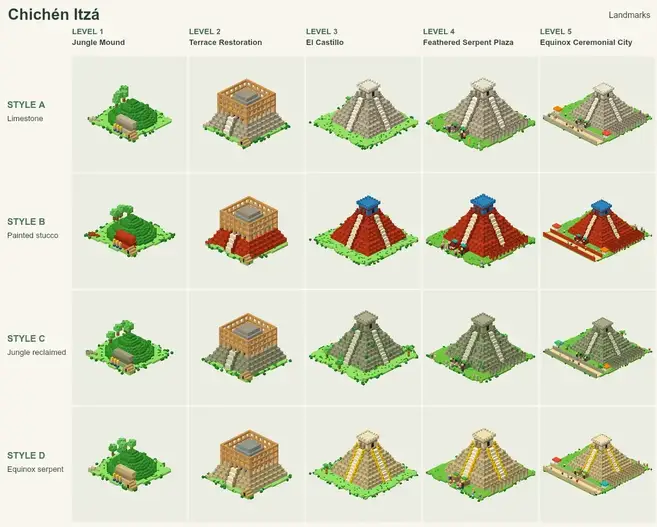 Chichén Itzá
Landmarks
LEVEL 1
Jungle Mound
LEVEL 2
Terrace Restoration
LEVEL 3
El Castillo
LEVEL 4
Feathered Serpent Plaza
LEVEL 5
Equinox Ceremonial City
STYLE A
Limestone
STYLE B
Painted stucco
STYLE C
Jungle reclaimed
STYLE D
Equinox serpent